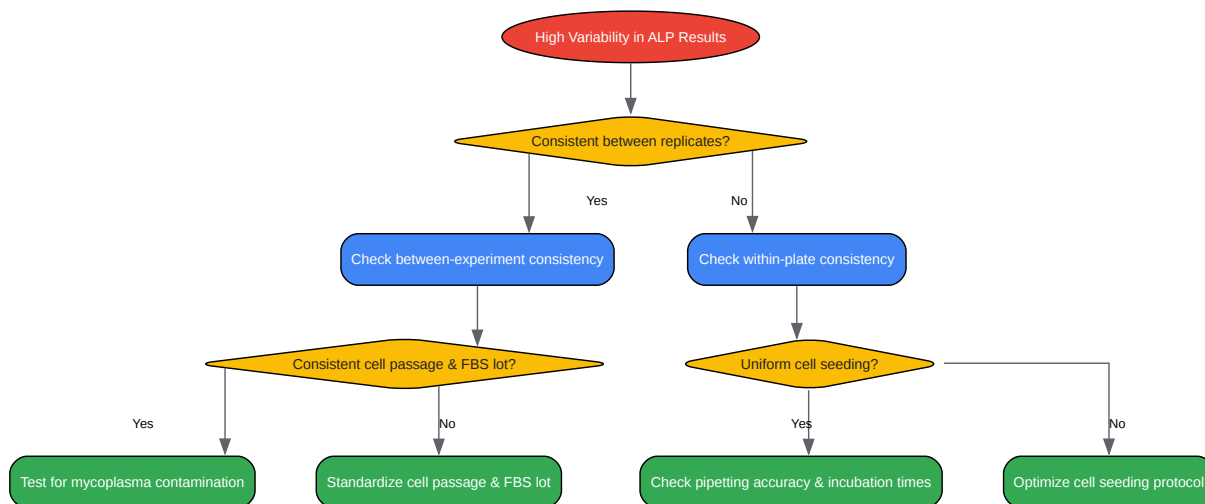 High Variability in ALP Results
Consistent between replicates?
Yes
No
Check between-experiment consistency
Check within-plate consistency
Consistent cell passage & FBS lot?
Uniform cell seeding?
Yes
No
Yes
No
Test for mycoplasma contamination
Standardize cell passage & FBS lot
Check pipetting accuracy & incubation times
Optimize cell seeding protocol